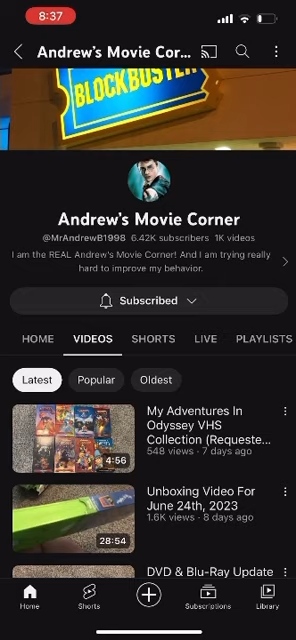 8:37
Andrew's Movie Cor...
BLOCKBUSTER
Andrew's Movie Corner
@MrAndrewB1998 6.42K subscribers 1K videos
I am the REAL Andrew's Movie Corner! And I am trying really
hard to improve my behavior.
Subscribed
HOME VIDEOS SHORTS LIVE PLAYLISTS
Latest Popular Oldest
My Adventures In
Odyssey VHS
Collection (Requeste...
548 views · 7 days ago
4:56
Unboxing Video For
June 24th, 2023
1.6K views · 8 days ago
28:54
DVD & Blu-Ray Update
Home Shorts Subscriptions Library